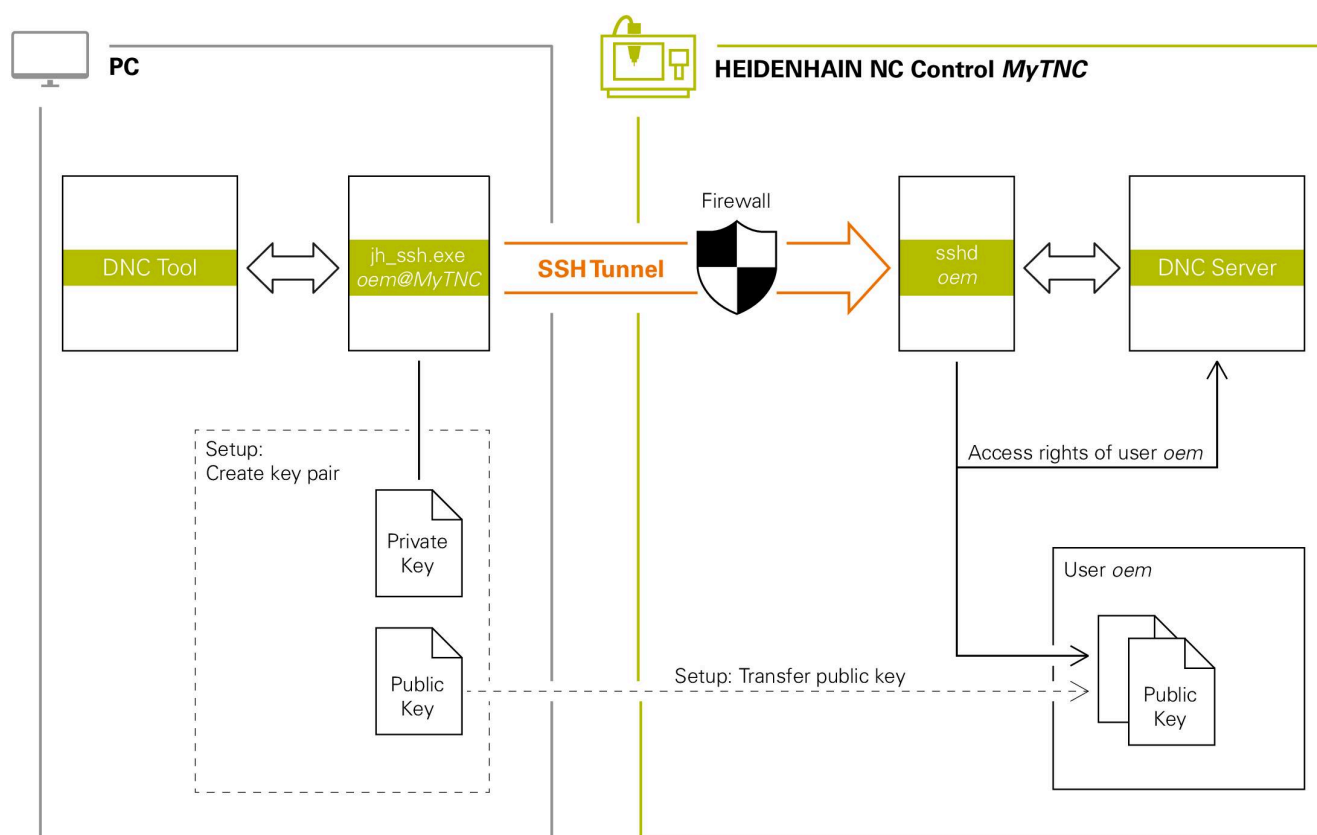 PC
HEIDENHAIN NC Control MyTNC
Firewall
DNC Tool
jh_ssh.exe
oem@MyTNC
SSH Tunnel
sshd
oem
DNC Server
Setup:
Create key pair
Access rights of user oem
Private
Key
User oem
Public
Key
Setup: Transfer public key
Public
Key